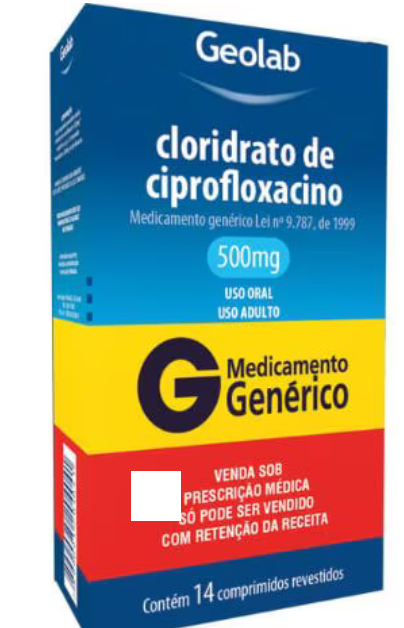 Geolab
cloridrato de
ciprofloxacino
Medicamento genérico Lei nº 9.787, de 1999
500mg
USO ORAL
USO ADULTO
G Medicamento
Genérico
VENDA SOB
PRESCRIÇÃO MÉDICA
SÓ PODE SER VENDIDO
COM RETENÇÃO DA RECEITA
Contém 14 comprimidos revestidos